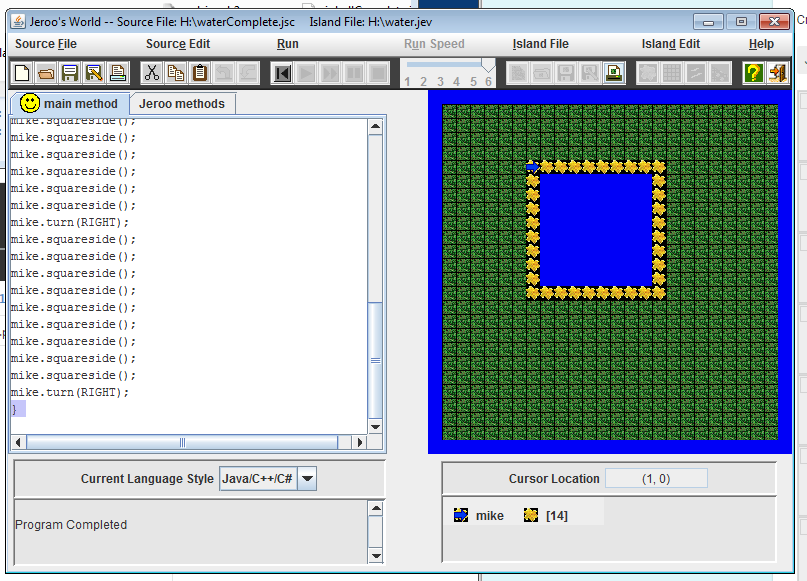 Jeroo's World -- Source File: H:\waterComplete.jsc Island File: H:\water.jev
Source File Source Edit Run Run Speed Island File Island Edit Help
1 2 3 4 5 6
main method Jeroo methods
mike.squareside();
mike.squareside();
mike.squareside();
mike.squareside();
mike.squareside();
mike.squareside();
mike.turn(RIGHT);
mike.squareside();
mike.squareside();
mike.squareside();
mike.squareside();
mike.squareside();
mike.squareside();
mike.squareside();
mike.squareside();
mike.squareside();
mike.turn(RIGHT);
}
Current Language Style Java/C++/C#
Cursor Location (1, 0)
Program Completed
mike [14]